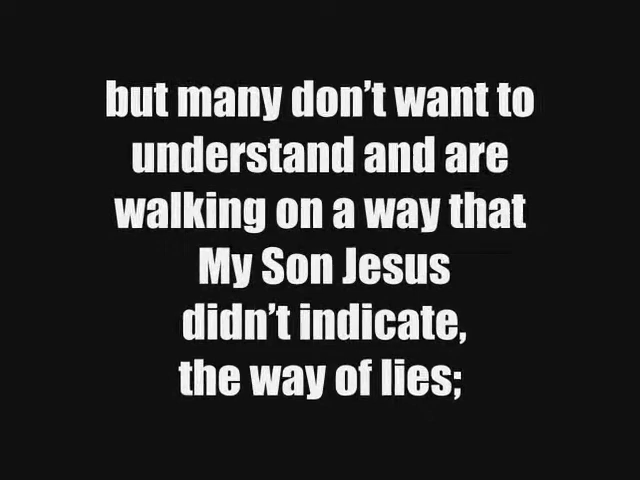 but many don’t want to
understand and are
walking on a way that
My Son Jesus
didn’t indicate,
the way of lies;